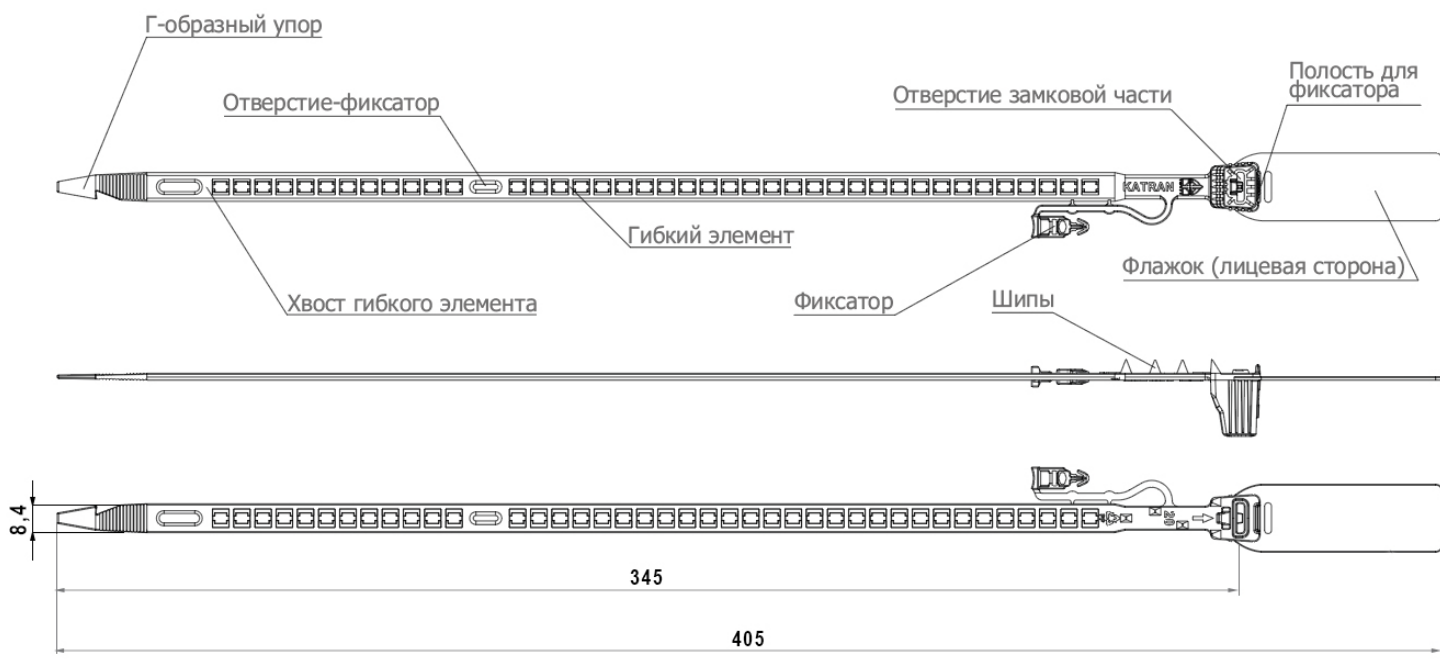 Г-образный упор
Отверстие-фиксатор
Отверстие замковой части
Полость для
фиксатора
KATRAN
Гибкий элемент
Флажок (лицевая сторона)
Хвост гибкого элемента
Фиксатор
Шипы
8,4
20
345
405